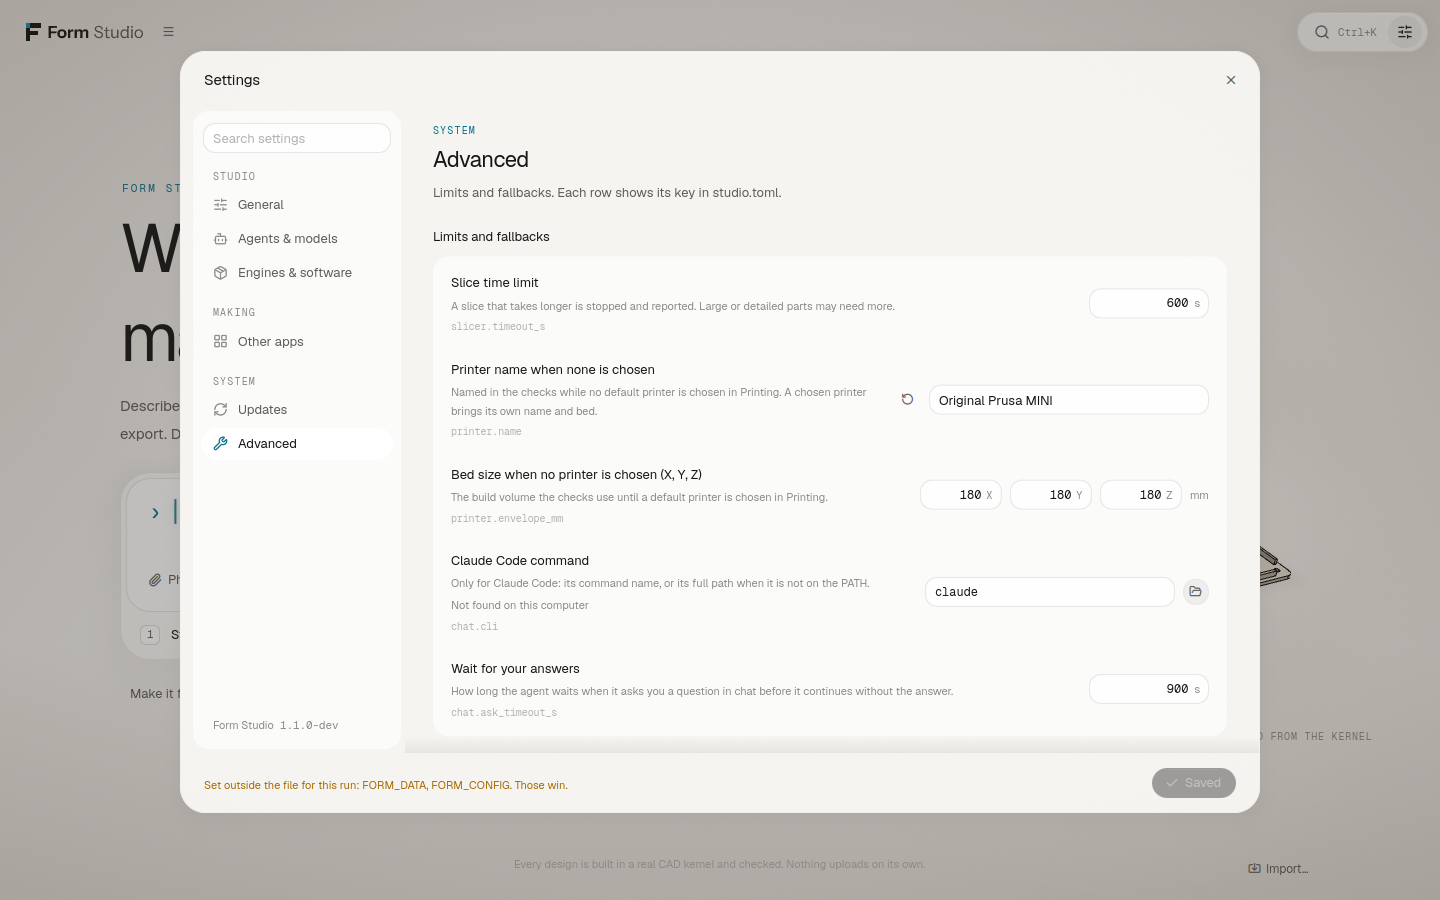 Form Studio
Ctrl+K
Settings
Search settings
STUDIO
General
Agents & models
Engines & software
MAKING
Other apps
SYSTEM
Updates
Advanced
Form Studio 1.1.0-dev
SYSTEM
Advanced
Limits and fallbacks. Each row shows its key in studio.toml.
Limits and fallbacks
Slice time limit
A slice that takes longer is stopped and reported. Large or detailed parts may need more.
slicer.timeout_s
600 s
Printer name when none is chosen
Named in the checks while no default printer is chosen in Printing. A chosen printer
brings its own name and bed.
printer.name
Original Prusa MINI
Bed size when no printer is chosen (X, Y, Z)
The build volume the checks use until a default printer is chosen in Printing.
printer.envelope_mm
180 X 180 Y 180 Z mm
Claude Code command
Only for Claude Code: its command name, or its full path when it is not on the PATH.
Not found on this computer
chat.cli
claude
Wait for your answers
How long the agent waits when it asks you a question in chat before it continues without the answer.
chat.ask_timeout_s
900 s
Set outside the file for this run: FORM_DATA, FORM_CONFIG. Those win.
Saved
FORM ST
W
m
Describe
export. D
1
Make it f
FROM THE KERNEL
Every design is built in a real CAD kernel and checked. Nothing uploads on its own.
Import…